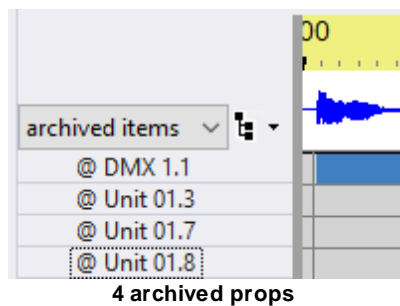 00
archived items
@ DMX 1.1
@ Unit 01.3
@ Unit 01.7
@ Unit 01.8
4 archived props